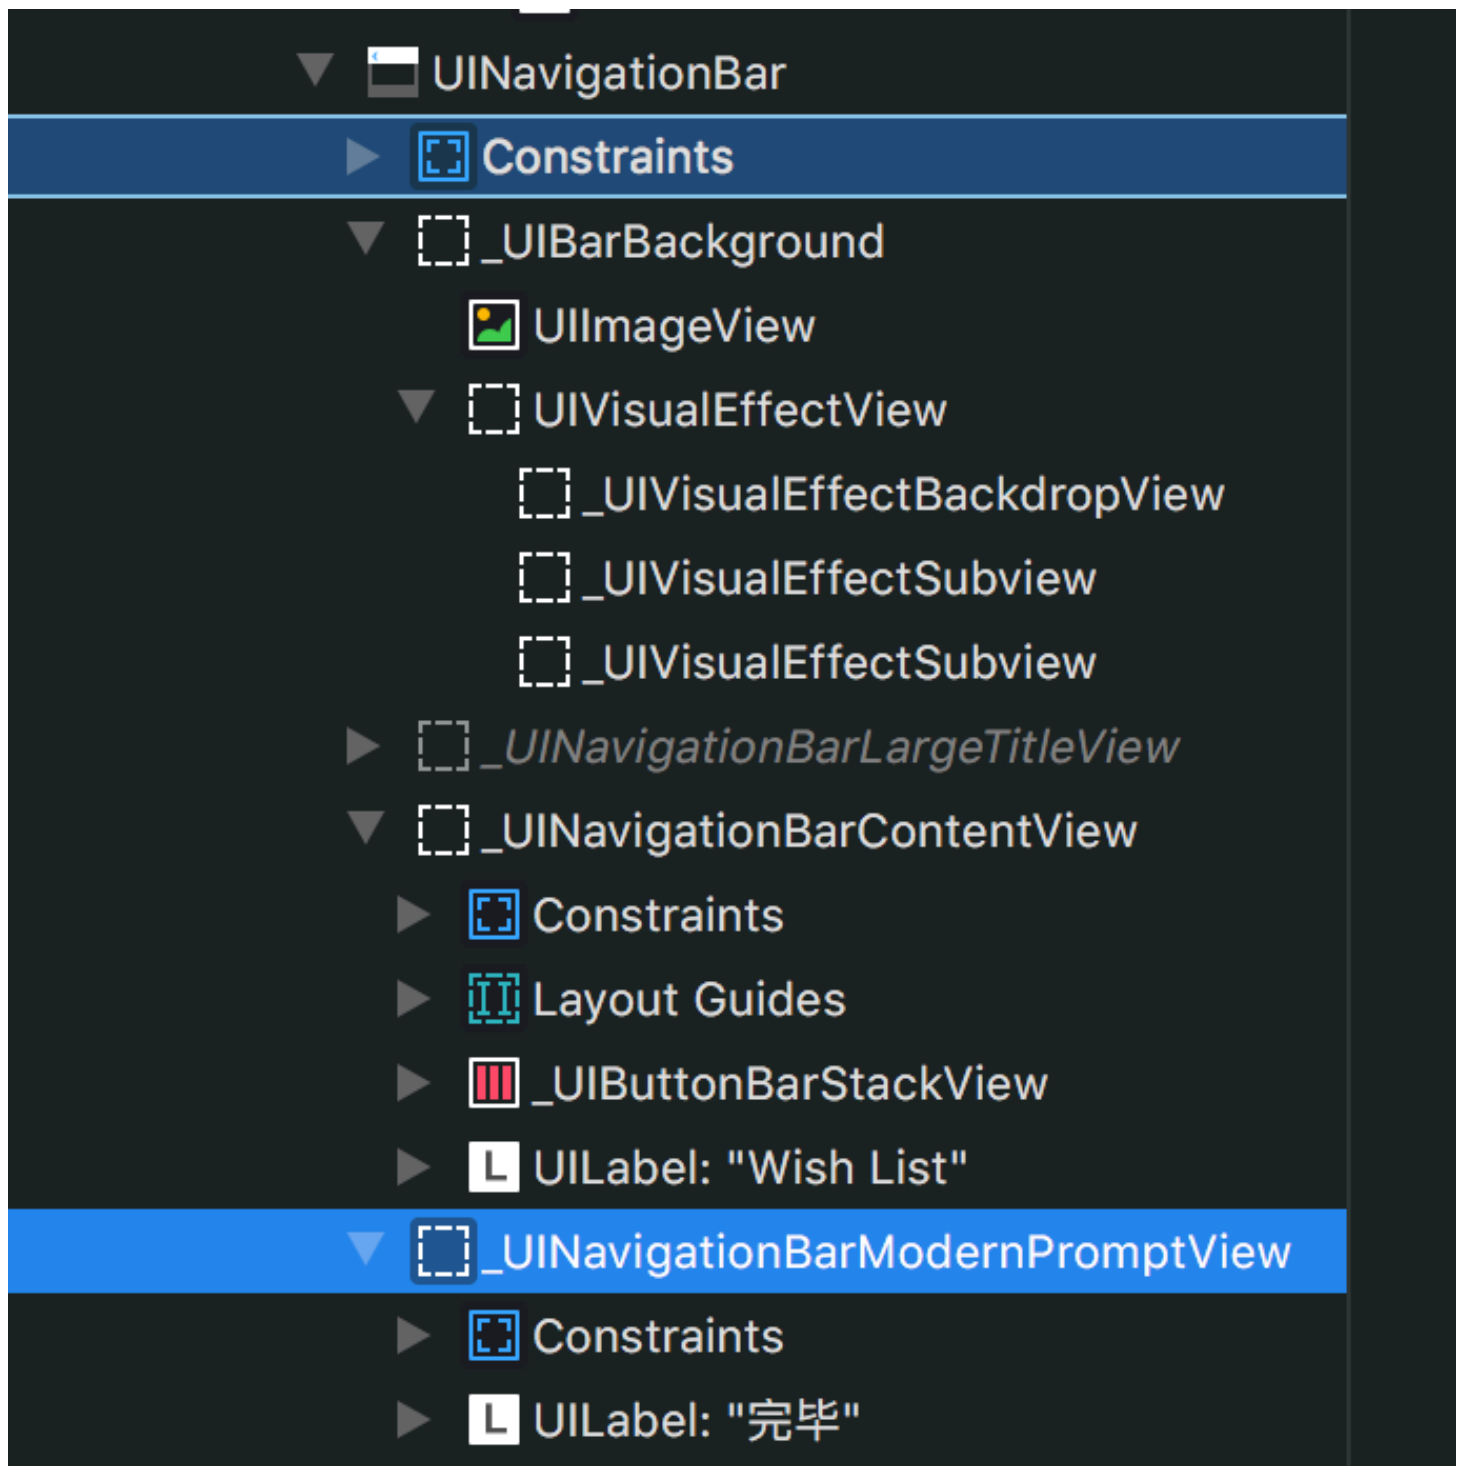 UINavigationBar
Constraints
_UIBarBackground
UIImageView
UIVisualEffectView
_UIVisualEffectBackdropView
_UIVisualEffectSubview
_UIVisualEffectSubview
_UINavigationBarLargeTitleView
_UINavigationBarContentView
Constraints
Layout Guides
_UIButtonBarStackView
L UILabel: "Wish List"
_UINavigationBarModernPromptView
Constraints
L UILabel: "完毕"